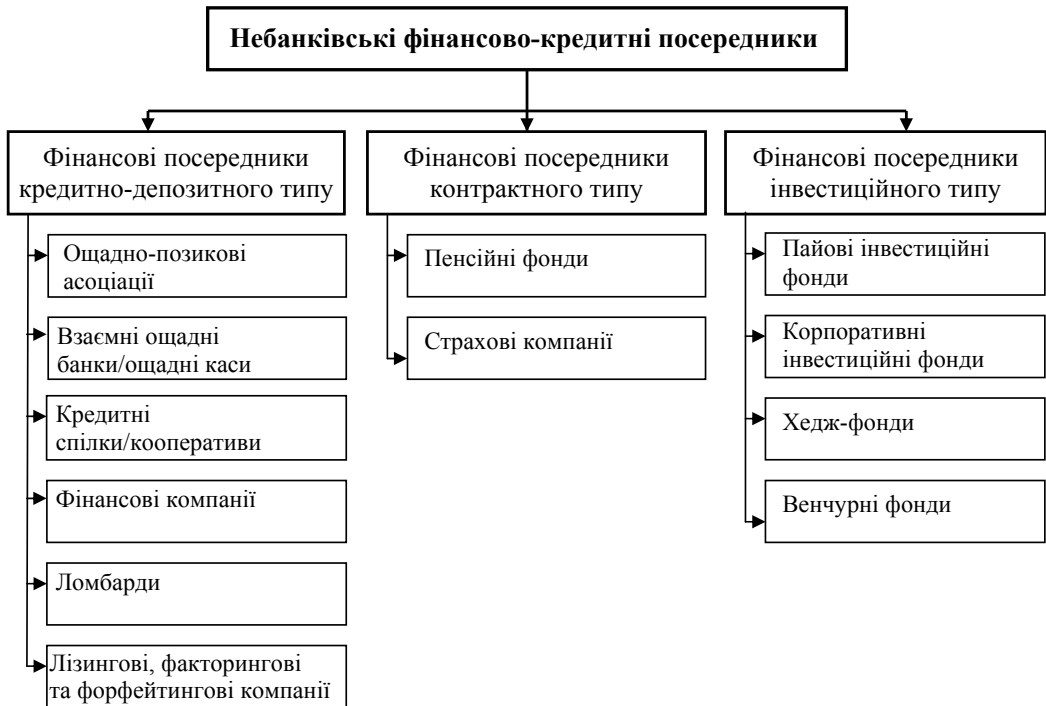 Небанківські фінансово-кредитні посередники
Фінансові посередники
кредитно-депозитного типу
Ощадно-позикові
асоціації
Взаємні ощадні
банки/ощадні каси
Кредитні
спілки/кооперативи
Фінансові компанії
Ломбарди
Лізингові, факторингові
та форфейтингові компанії
Фінансові посередники
контрактного типу
Пенсійні фонди
Страхові компанії
Фінансові посередники
інвестиційного типу
Пайові інвестиційні
фонди
Корпоративні
інвестиційні фонди
Хедж-фонди
Венчурні фонди